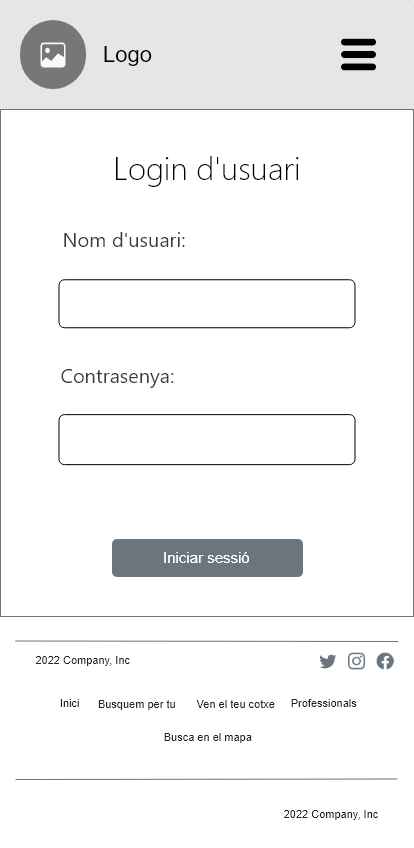 Logo
Login d'usuari
Nom d'usuari:
Contrasenya:
Iniciar sessió
2022 Company, Inc
Inici Busquem per tu Ven el teu cotxe Professionals
Busca en el mapa
2022 Company, Inc